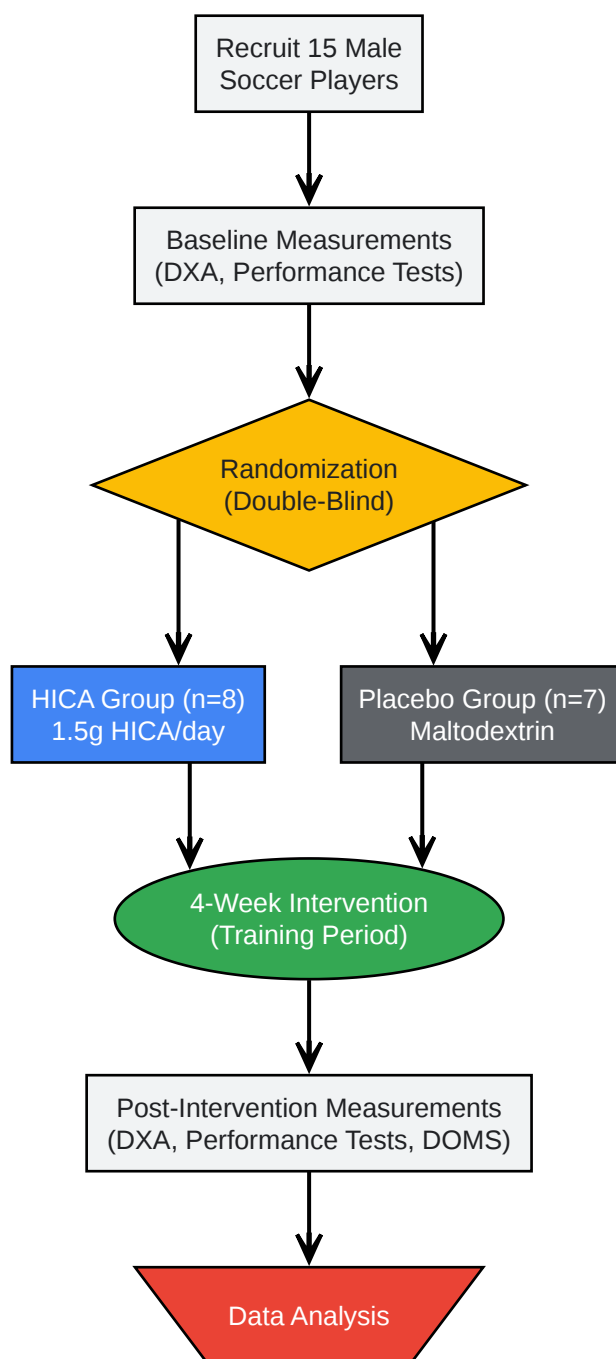 Recruit 15 Male
Soccer Players
Baseline Measurements
(DXA, Performance Tests)
Randomization
(Double-Blind)
HICA Group (n=8)
1.5g HICA/day
Placebo Group (n=7)
Maltodextrin
4-Week Intervention
(Training Period)
Post-Intervention Measurements
(DXA, Performance Tests, DOMS)
Data Analysis